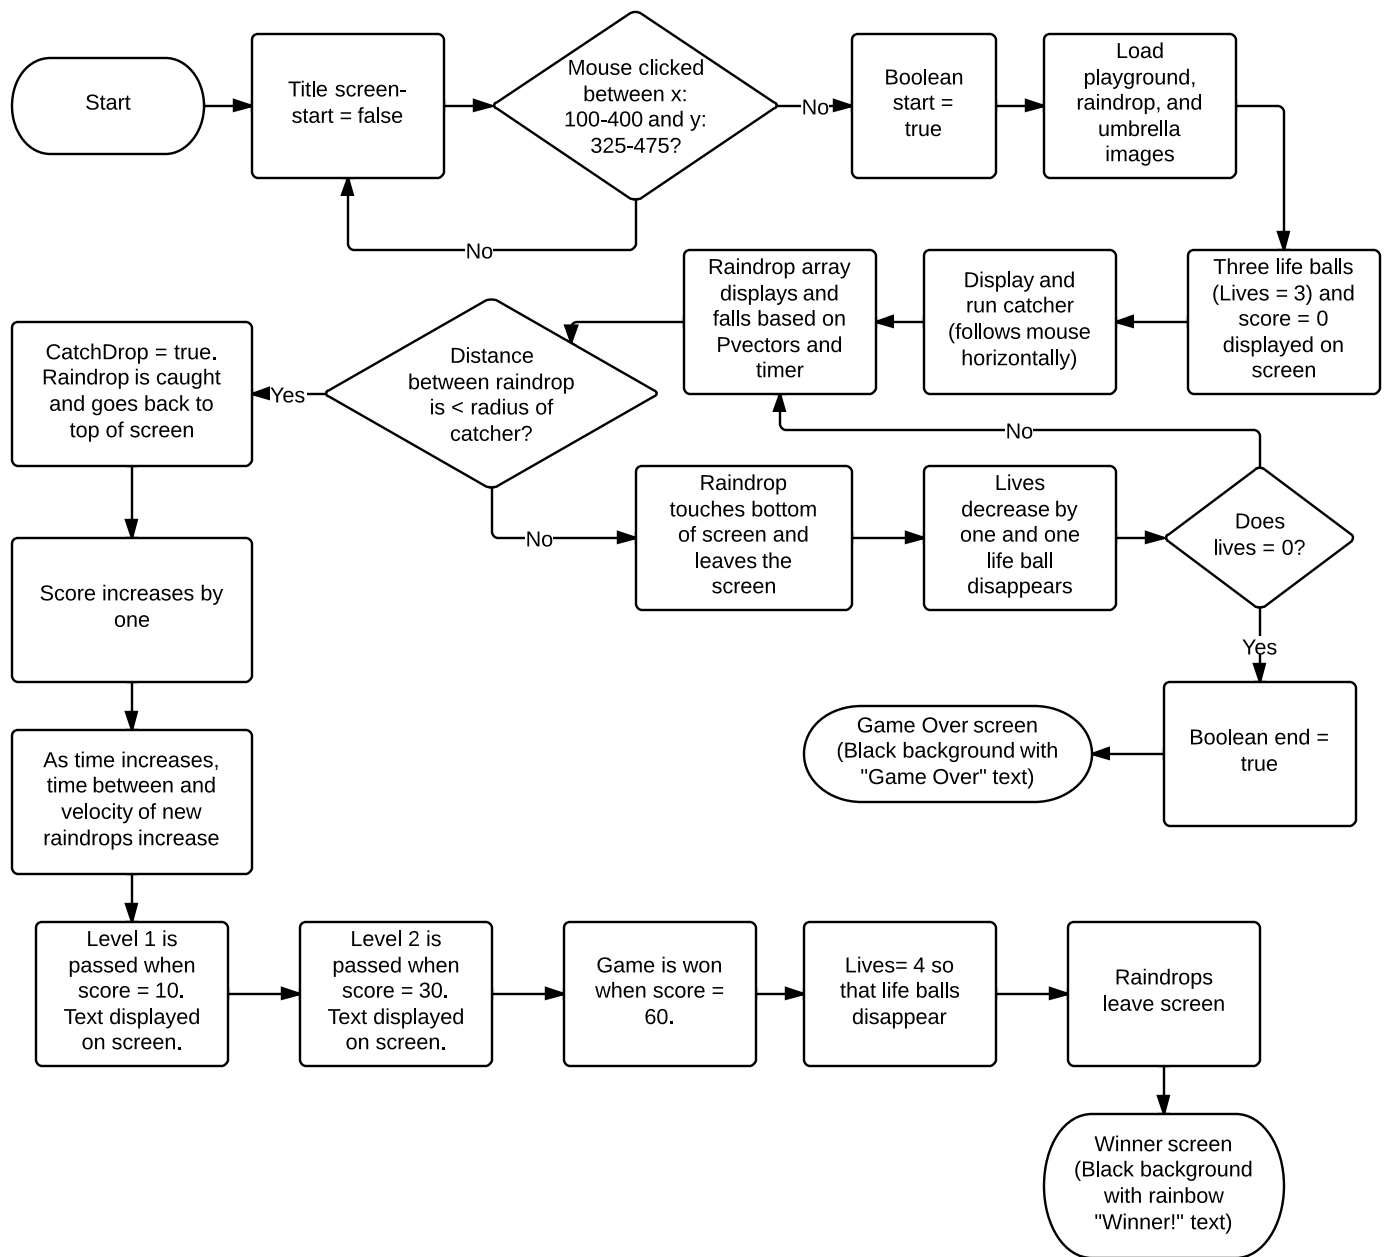 Start
Title screen-
start = false
Mouse clicked
between x:
100-400 and y:
325-475?
No
Boolean
start =
true
Load
playground,
raindrop, and
umbrella
images
No
Three life balls
(Lives = 3) and
score = 0
displayed on
screen
Display and
run catcher
(follows mouse
horizontally)
Raindrop array
displays and
falls based on
Pvectors and
timer
Distance
between raindrop
is < radius of
catcher?
Yes
CatchDrop = true.
Raindrop is caught
and goes back to
top of screen
No
Raindrop
touches bottom
of screen and
leaves the
screen
Lives
decrease by
one and one
life ball
disappears
Does
lives = 0?
No
Yes
Boolean end =
true
Game Over screen
(Black background with
"Game Over" text)
Score increases by
one
As time increases,
time between and
velocity of new
raindrops increase
Level 1 is
passed when
score = 10.
Text displayed
on screen.
Level 2 is
passed when
score = 30.
Text displayed
on screen.
Game is won
when score =
60.
Lives= 4 so
that life balls
disappear
Raindrops
leave screen
Winner screen
(Black background
with rainbow
"Winner!" text)